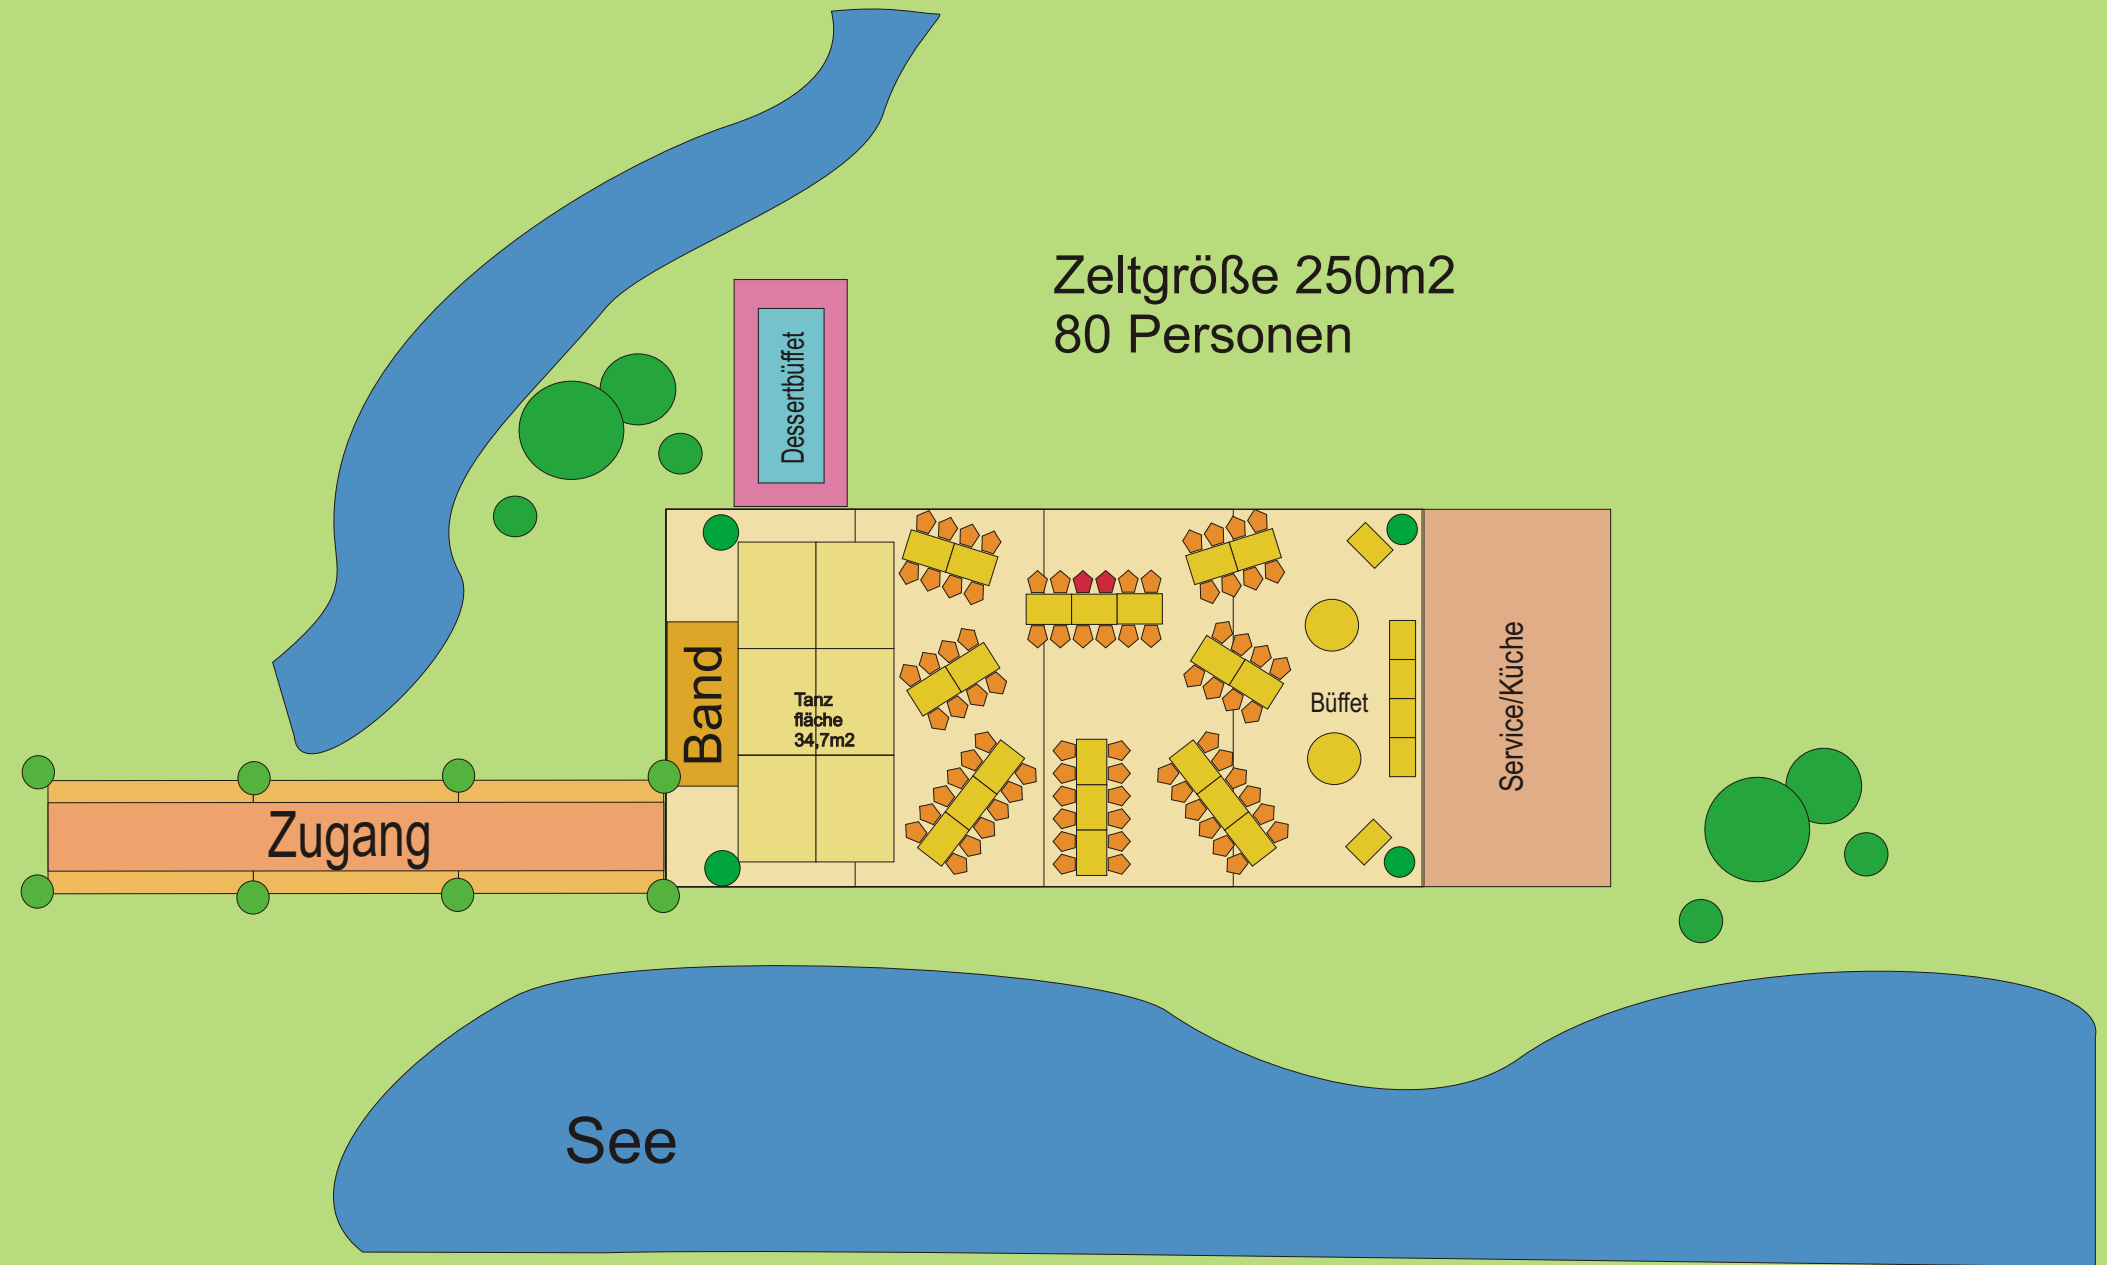 Zeltgröße 250m2
80 Personen
Dessertbüffet
Band
Tanz
fläche
34,7m2
Büffet
Service/Küche
Zugang
See